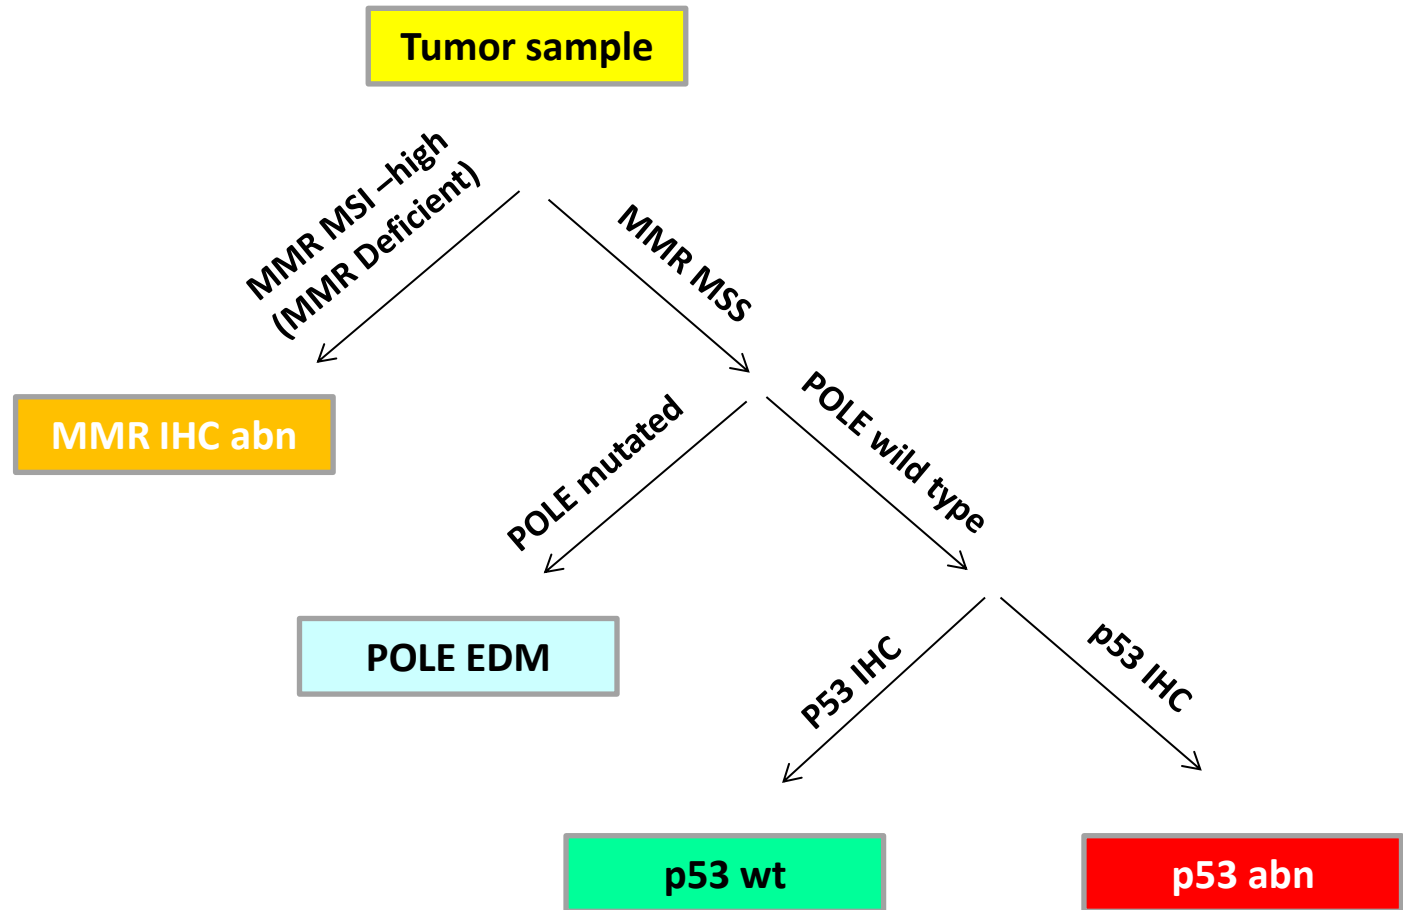 Tumor sample
MMR MSI –high
(MMR Deficient)
MMR MSS
MMR IHC abn
POLE mutated
POLE wild type
POLE EDM
P53 IHC
p53 IHC
p53 wt
p53 abn